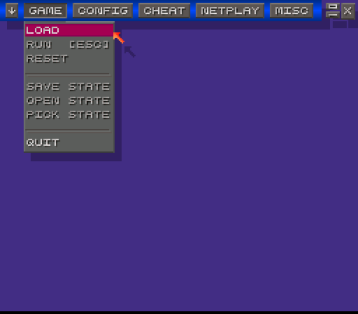 GAME CONFIG CHEAT NETPLAY MISC
LOAD
RUN [ESC]
RESET
SAVE STATE
OPEN STATE
PICK STATE
QUIT